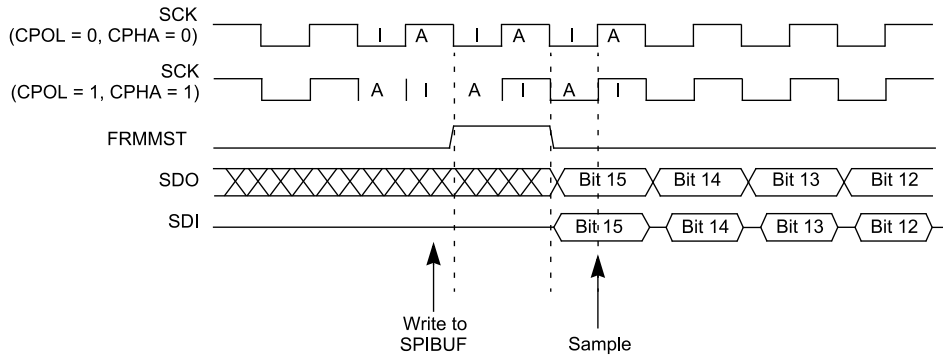 SCK
(CPOL = 0, CPHA = 0)
I A I A I A
SCK
(CPOL = 1, CPHA = 1)
A I A I A I
FRMMST
SDO
Bit 15 Bit 14 Bit 13 Bit 12
SDI
Bit 15 Bit 14 Bit 13 Bit 12
Write to
SPIBUF
Sample